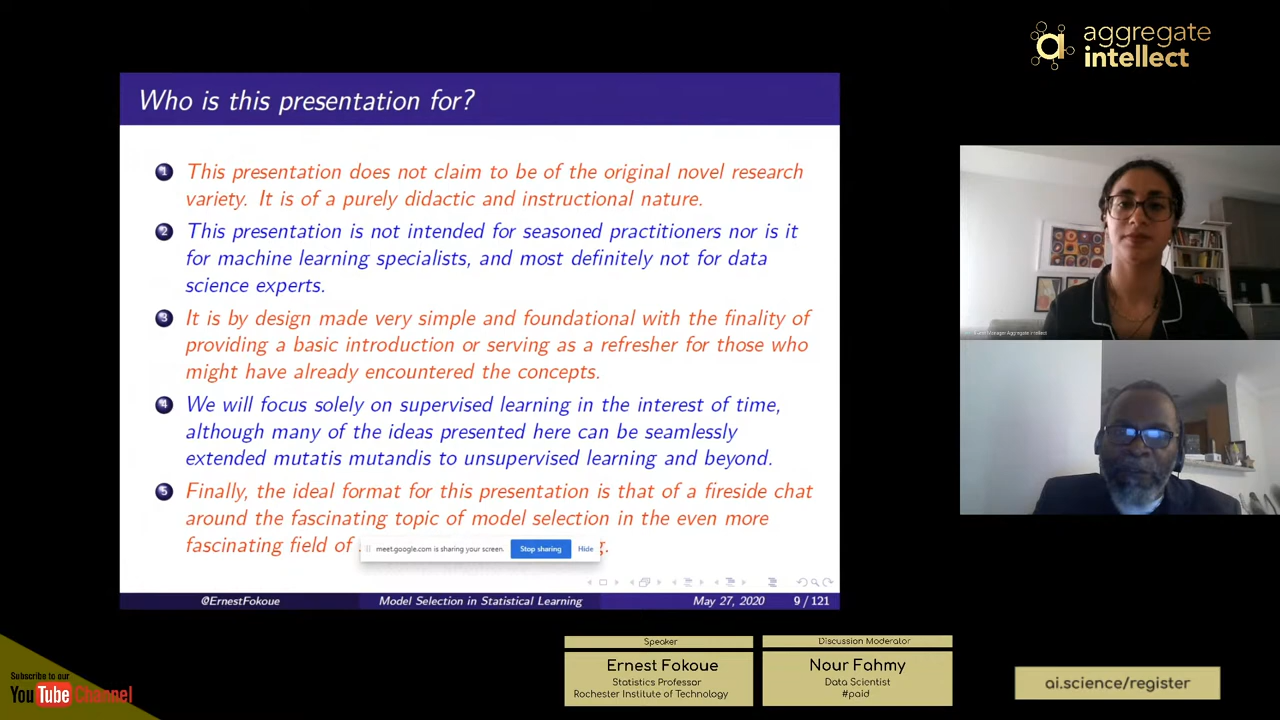 aggregate
intellect
Who is this presentation for?
1 This presentation does not claim to be of the original novel research
variety. It is of a purely didactic and instructional nature.
2 This presentation is not intended for seasoned practitioners nor is it
for machine learning specialists, and most definitely not for data
science experts.
3 It is by design made very simple and foundational with the finality of
providing a basic introduction or serving as a refresher for those who
might have already encountered the concepts.
4 We will focus solely on supervised learning in the interest of time,
although many of the ideas presented here can be seamlessly
extended mutatis mutandis to unsupervised learning and beyond.
5 Finally, the ideal format for this presentation is that of a fireside chat
around the fascinating topic of model selection in the even more
fascinating field of
meet.google.com is sharing your screen. Stop sharing Hide
@ErnestFokoue Model Selection in Statistical Learning May 27, 2020 9 / 121
Manager Aggregate Intellect
Speaker
Ernest Fokoue
Statistics Professor
Rochester Institute of Technology
Discussion Moderator
Nour Fahmy
Data Scientist
#paid
ai.science/register
Subscribe to our
YouTube Channel